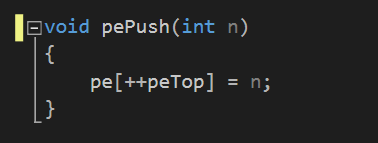 void pePush(int n)
{
    pe[++peTop] = n;
}